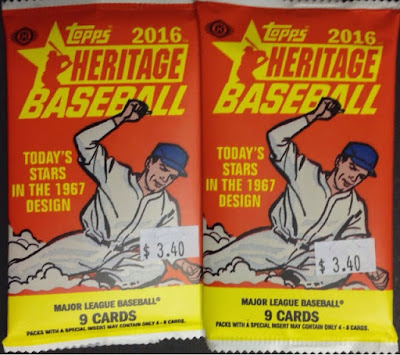 Topps 2016
HERITAGE
BASEBALL
TODAY'S
STARS
IN THE 1967
DESIGN
$ 3.40
MAJOR LEAGUE BASEBALL®
9 CARDS
PACKS WITH A SPECIAL INSERT MAY CONTAIN ONLY 4 - 8 CARDS.
Topps 2016
HERITAGE
BASEBALL
TODAY'S
STARS
IN THE 1967
DESIGN
$ 3.40
MAJOR LEAGUE BASEBALL®
9 CARDS
PACKS WITH A SPECIAL INSERT MAY CONTAIN ONLY 4 - 8 CARDS.